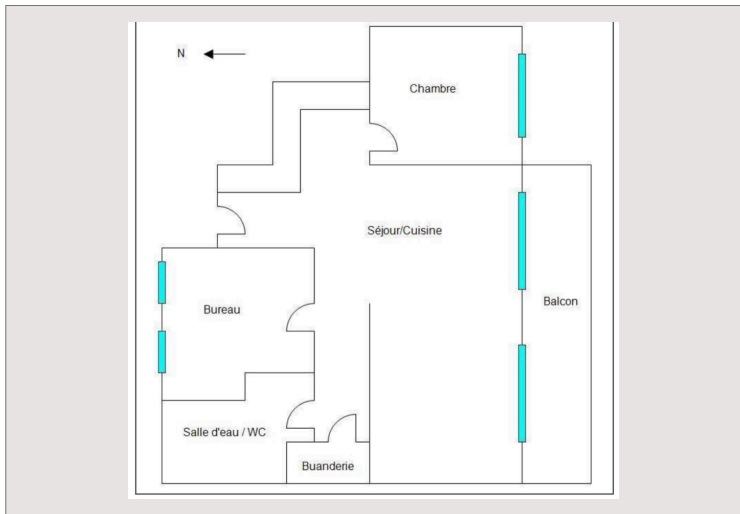 N
Chambre
Séjour/Cuisine
Bureau
Balcon
Salle d'eau / WC
Buanderie